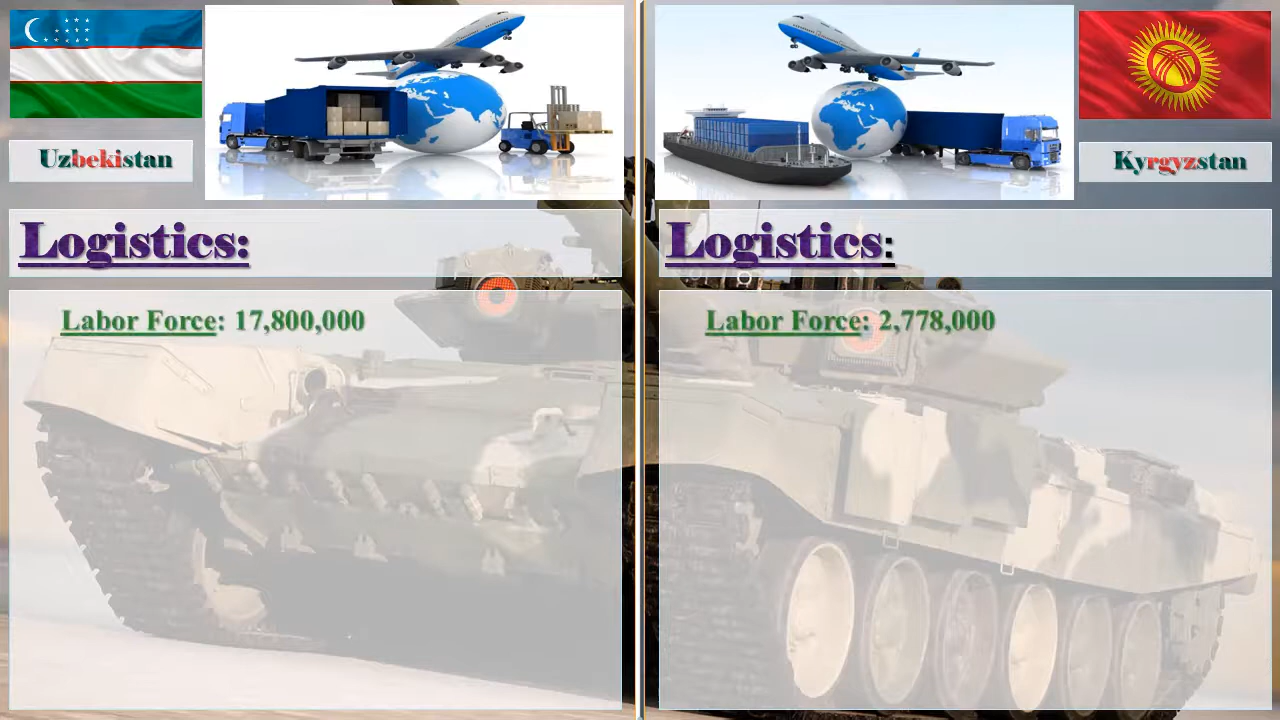 Uzbekistan
Kyrgyzstan
Logistics:
Logistics:
Labor Force: 17,800,000
Labor Force: 2,778,000